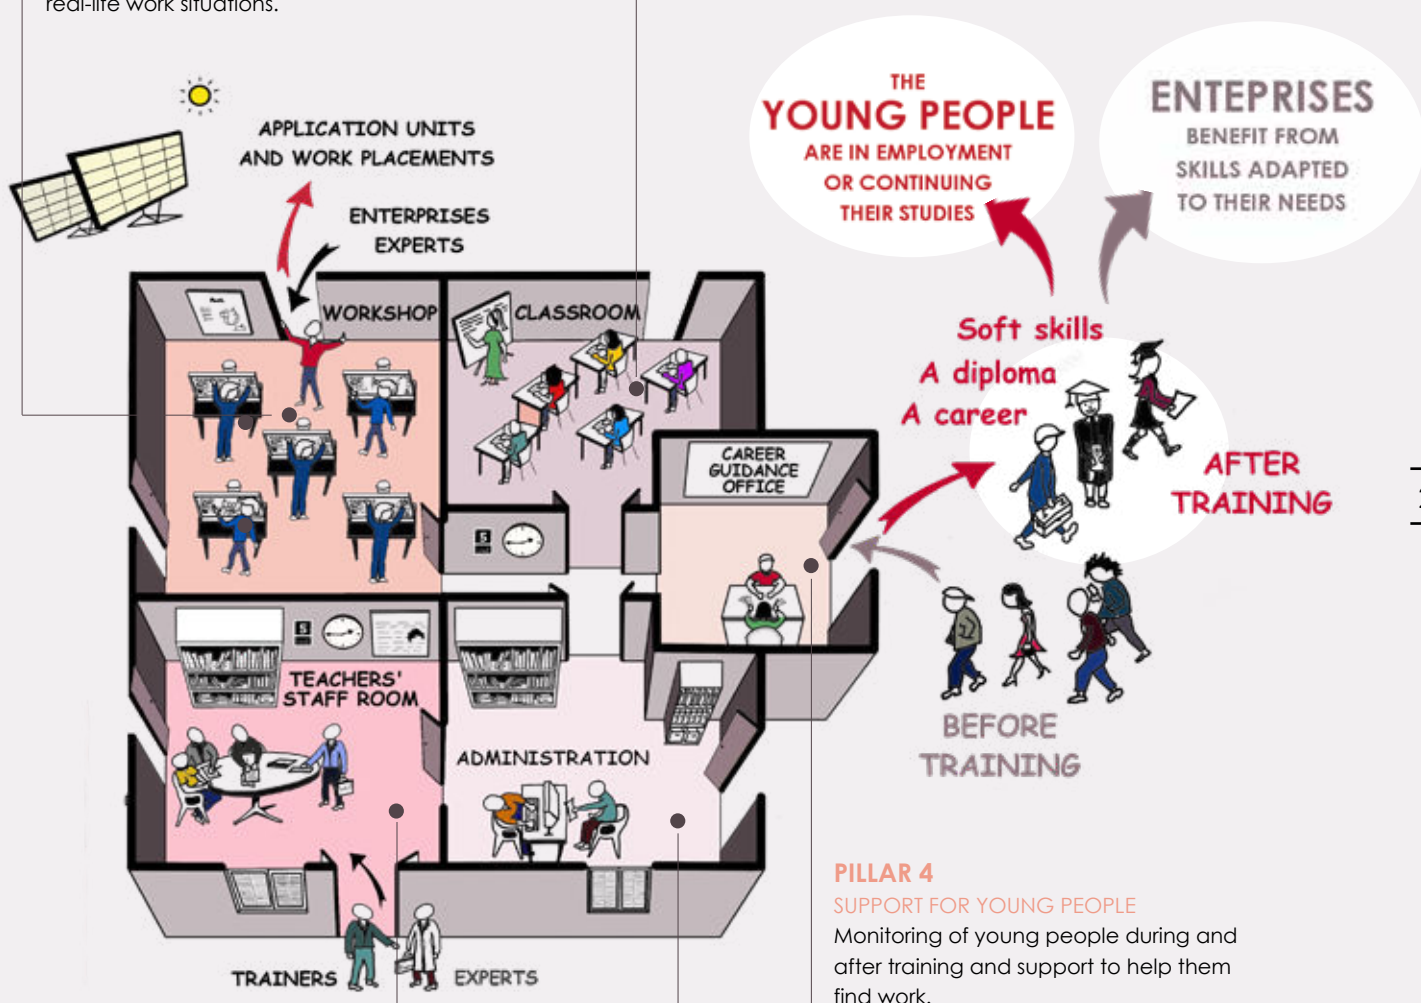 real-life work situations.
APPLICATION UNITS
AND WORK PLACEMENTS
ENTERPRISES
EXPERTS
THE
YOUNG PEOPLE
ARE IN EMPLOYMENT
OR CONTINUING
THEIR STUDIES
ENTEPRISES
BENEFIT FROM
SKILLS ADAPTED
TO THEIR NEEDS
WORKSHOP
CLASSROOM
Soft skills
A diploma
A career
CAREER
GUIDANCE
OFFICE
AFTER
TRAINING
5
5
TEACHERS'
STAFF ROOM
ADMINISTRATION
BEFORE
TRAINING
TRAINERS
EXPERTS
PILLAR 4
SUPPORT FOR YOUNG PEOPLE
Monitoring of young people during and
after training and support to help them
find work.